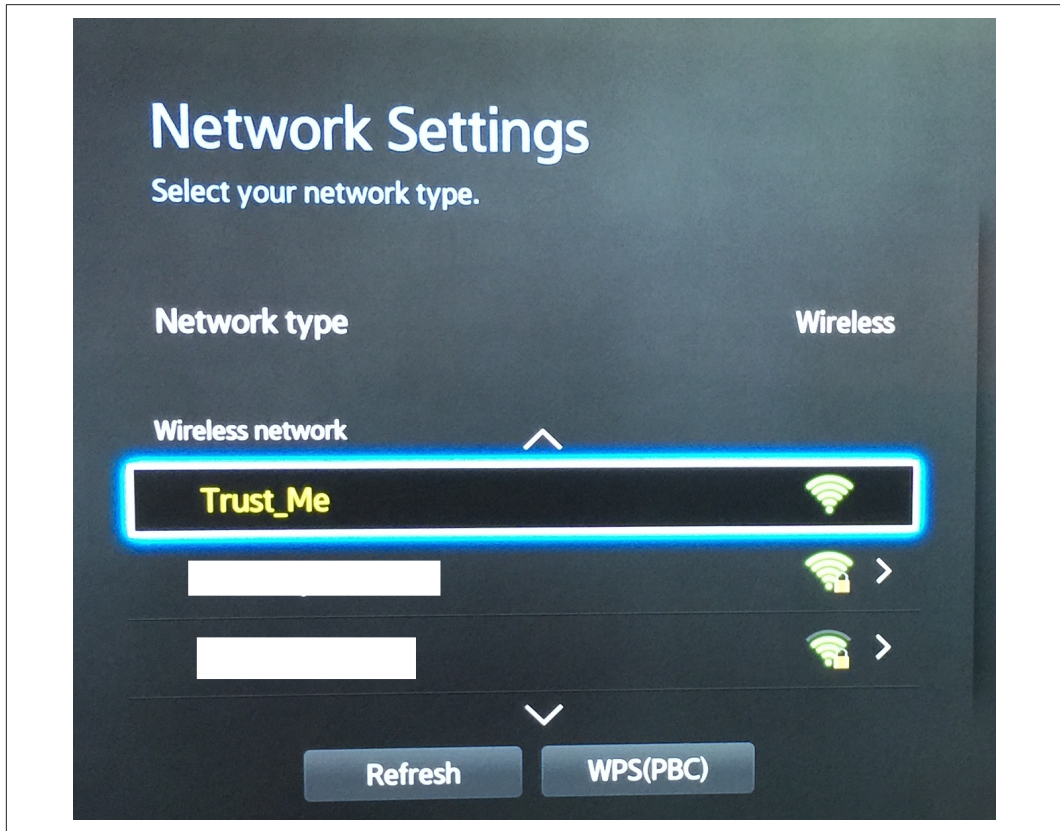 Network Settings
Select your network type.
Network type Wireless
Wireless network
Trust_Me
Refresh WPS(PBC)